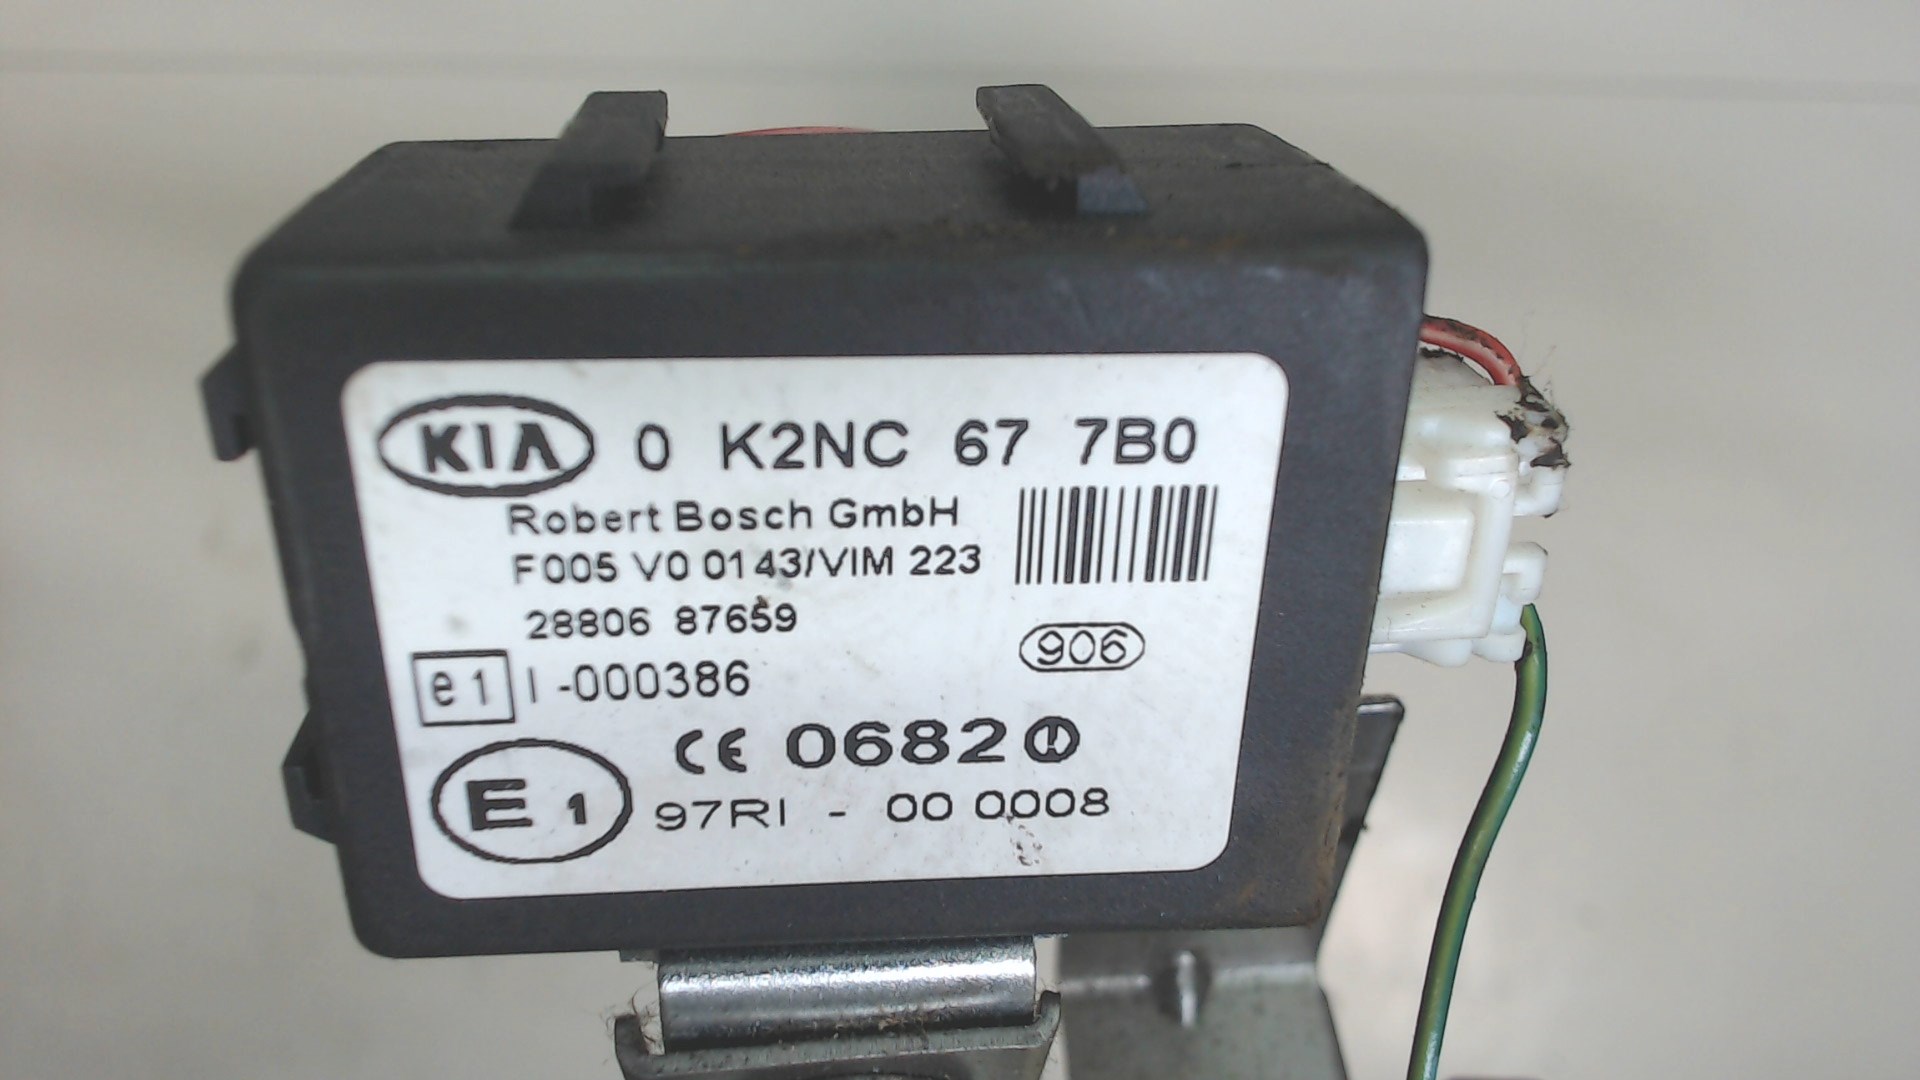 KIA 0 K2NC 67 7B0
Robert Bosch GmbH
F005 V0 0143/VIM 223
28806 87659
906
e1 I -000386
CE 0682 !
E1 97RI - 00 0008